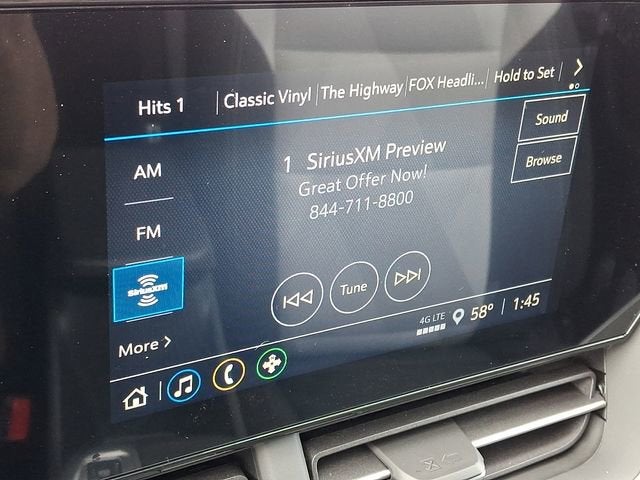 Hits 1 Classic Vinyl The Highway FOX Headli... Hold to Set
AM
FM
SiriusXM
More
1 SiriusXM Preview
Great Offer Now!
844-711-8800
Tune
Sound
Browse
4G LTE 58° 1:45